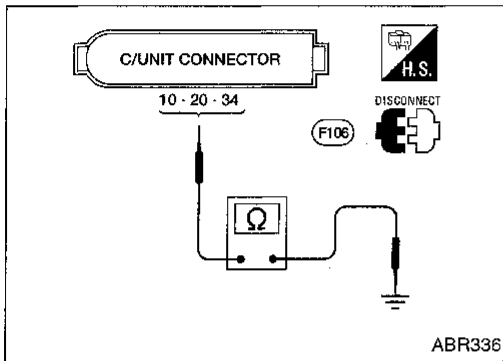 C/UNIT CONNECTOR
10 · 20 · 34
H.S.
DISCONNECT
F106
Ω
ABR336